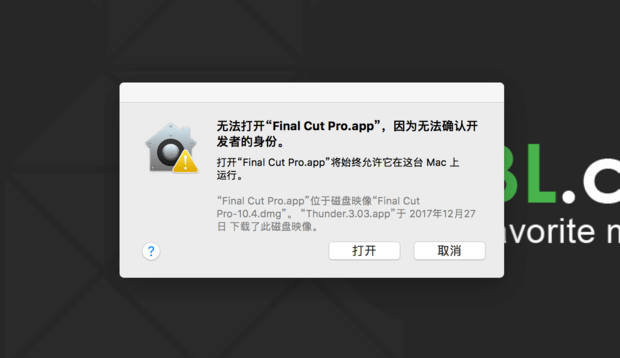 无法打开“Final Cut Pro.app”，因为无法确认开
发者的身份。
打开“Final Cut Pro.app”将始终允许它在这台 Mac 上
运行。
“Final Cut Pro.app”位于磁盘映像“Final Cut
Pro-10.4.dmg”。 “Thunder.3.03.app”于 2017年12月27
日 下载了此磁盘映像。
?
打开
取消
BL.c
avorite m